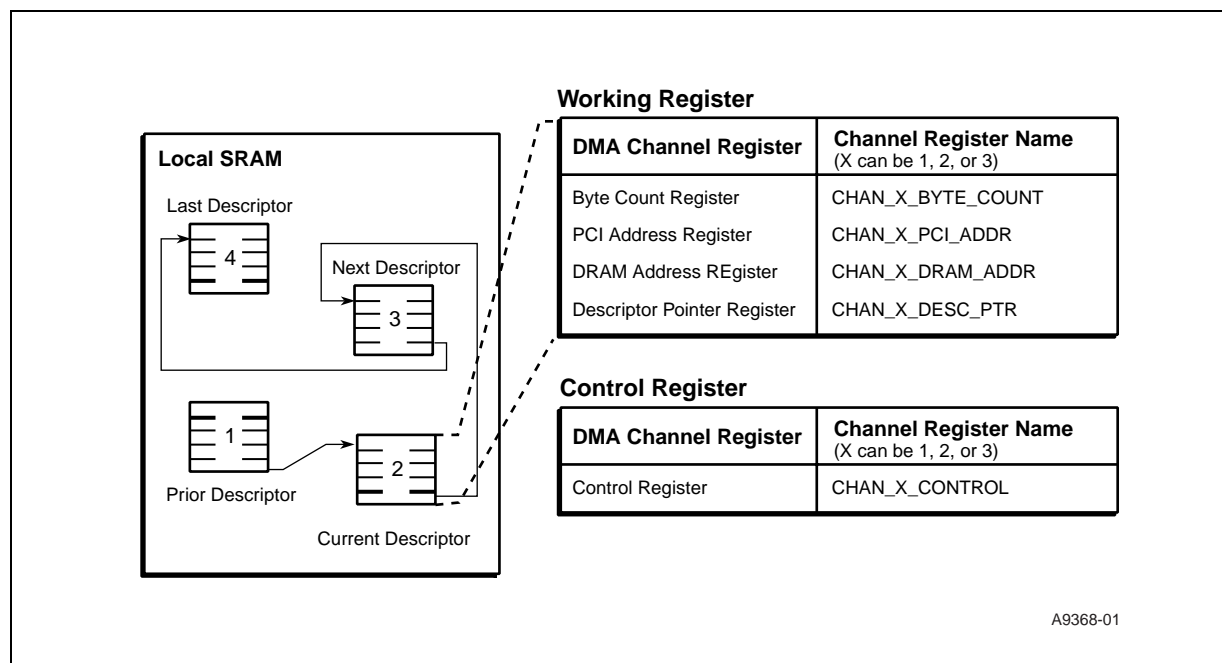 Local SRAM
Last Descriptor
4
Next Descriptor
3
1
Prior Descriptor
2
Current Descriptor
Working Register
DMA Channel Register
Channel Register Name
(X can be 1, 2, or 3)
Byte Count Register
CHAN_X_BYTE_COUNT
PCI Address Register
CHAN_X_PCI_ADDR
DRAM Address REgister
CHAN_X_DRAM_ADDR
Descriptor Pointer Register
CHAN_X_DESC_PTR
Control Register
DMA Channel Register
Channel Register Name
(X can be 1, 2, or 3)
Control Register
CHAN_X_CONTROL
A9368-01